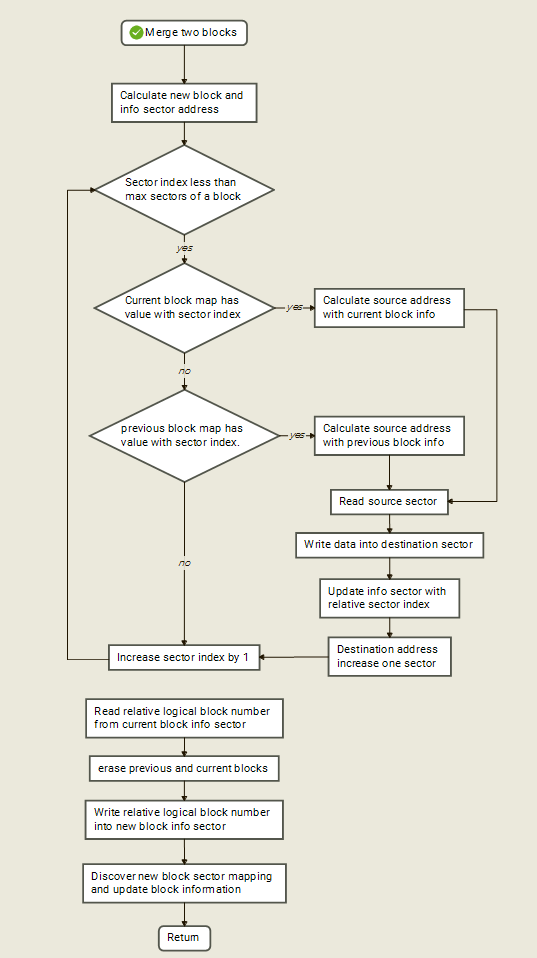 Merge two blocks
Calculate new block and
info sector address
Sector index less than
max sectors of a block
yes
Current block map has
value with sector index
yes
Calculate source address
with current block info
no
previous block map has
value with sector index.
yes
Calculate source address
with previous block info
Read source sector
Write data into destination sector
no
Update info sector with
relative sector index
Destination address
increase one sector
Increase sector index by 1
Read relative logical block number
from current block info sector
erase previous and current blocks
Write relative logical block number
into new block info sector
Discover new block sector mapping
and update block information
Return